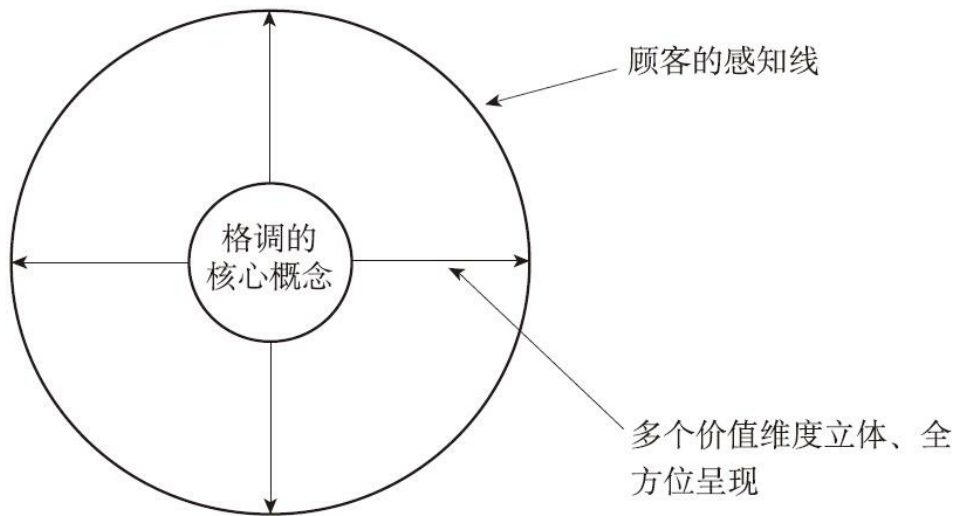 顾客的感知线
格调的
核心概念
多个价值维度立体、全
方位呈现